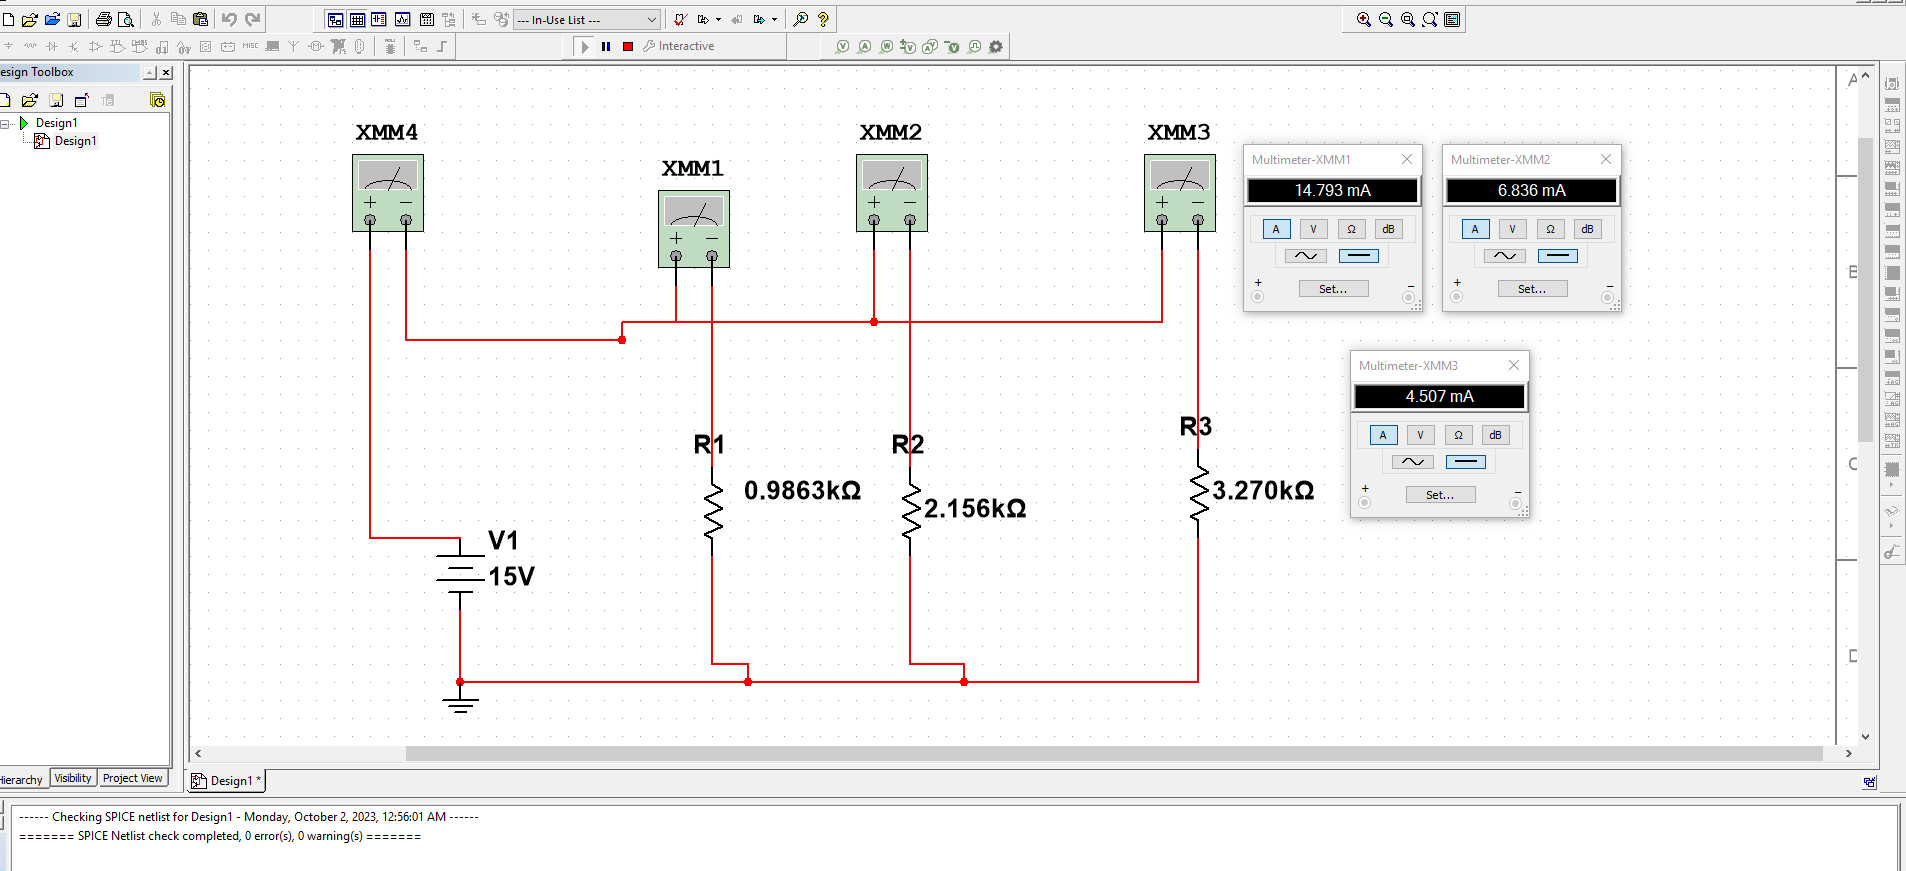 --- In-Use List ---
Interactive
esign Toolbox
Design1
Design1
XMM4
XMM1
XMM2
XMM3
Multimeter-XMM1
14.793 mA
A V Ω dB
+ Set... −
Multimeter-XMM2
6.836 mA
A V Ω dB
+ Set... −
Multimeter-XMM3
4.507 mA
A V Ω dB
+ Set... −
R1
0.9863kΩ
R2
2.156kΩ
R3
3.270kΩ
V1
15V
A
B
C
D
Hierarchy Visibility Project View
Design1 *
------ Checking SPICE netlist for Design1 - Monday, October 2, 2023, 12:56:01 AM ------
======= SPICE Netlist check completed, 0 error(s), 0 warning(s) =======